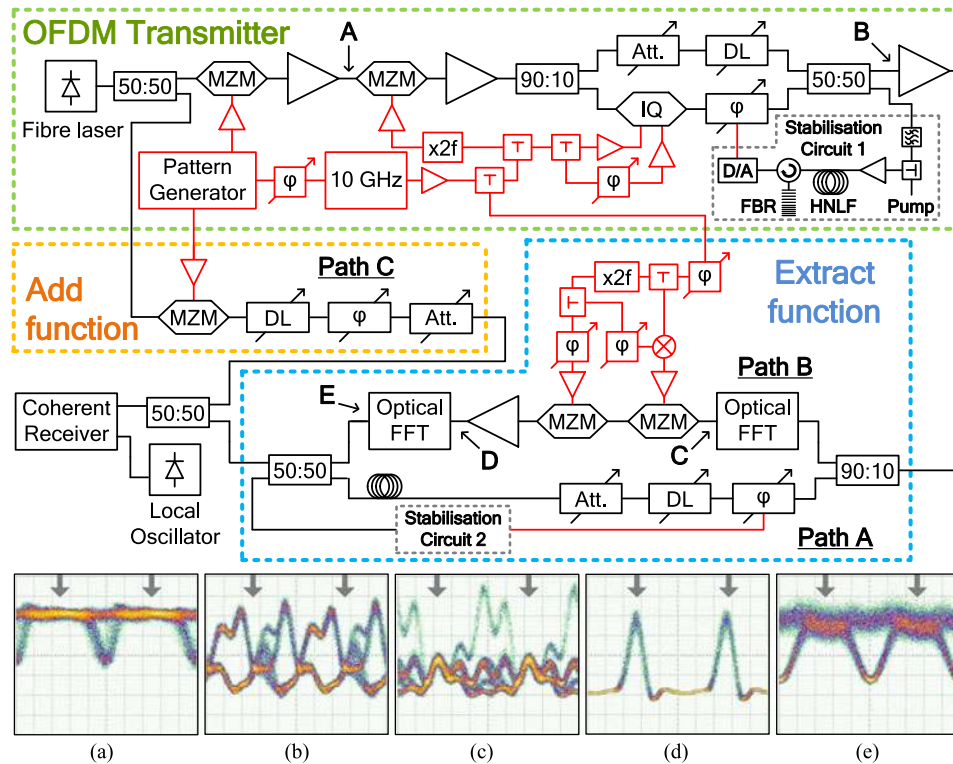 OFDM Transmitter
A
B
Att.
DL
MZM
MZM
50:50
90:10
50:50
IQ
φ
Fibre laser
x2f
T
T
Stabilisation
Circuit 1
Pattern
Generator
φ
10 GHz
T
φ
D/A
T
FBR
HNLF
Pump
Path C
Add
function
MZM
DL
φ
Att.
Extract
function
x2f
T
φ
T
φ
φ
Path B
Coherent
Receiver
50:50
E
Optical
FFT
MZM
MZM
Optical
FFT
D
C
50:50
90:10
Local
Oscillator
Att.
DL
φ
Stabilisation
Circuit 2
Path A
(a)
(b)
(c)
(d)
(e)